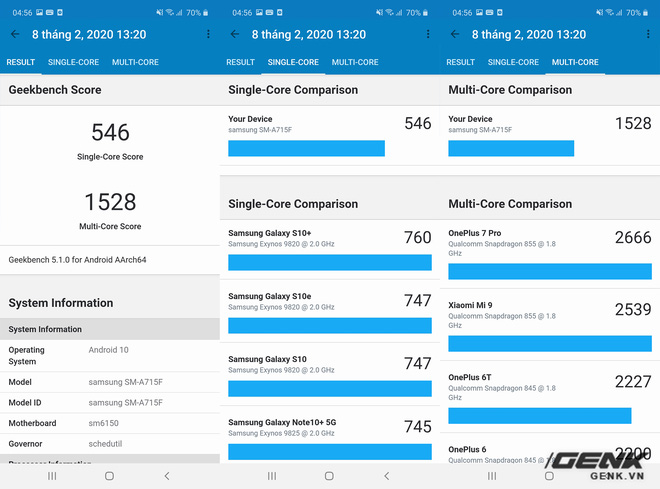 04:56
70%
8 tháng 2, 2020 13:20
RESULT SINGLE-CORE MULTI-CORE
Geekbench Score
546
Single-Core Score
1528
Multi-Core Score
Geekbench 5.1.0 for Android AArch64
System Information
System Information
Operating System Android 10
Model samsung SM-A715F
Model ID samsung SM-A715F
Motherboard sm6150
Governor schedutil
Processor Information
04:56
70%
8 tháng 2, 2020 13:20
RESULT SINGLE-CORE MULTI-CORE
Single-Core Comparison
Your Device 546
samsung SM-A715F
Single-Core Comparison
Samsung Galaxy S10+ 760
Samsung Exynos 9820 @ 2.0 GHz
Samsung Galaxy S10e 747
Samsung Exynos 9820 @ 2.0 GHz
Samsung Galaxy S10 747
Samsung Exynos 9820 @ 2.0 GHz
Samsung Galaxy Note10+ 5G 745
Samsung Exynos 9825 @ 2.0 GHz
04:56
70%
8 tháng 2, 2020 13:20
RESULT SINGLE-CORE MULTI-CORE
Multi-Core Comparison
Your Device 1528
samsung SM-A715F
Multi-Core Comparison
OnePlus 7 Pro 2666
Qualcomm Snapdragon 855 @ 1.8
GHz
Xiaomi Mi 9 2539
Qualcomm Snapdragon 855 @ 1.8
GHz
OnePlus 6T 2227
Qualcomm Snapdragon 845 @ 1.8
GHz
OnePlus 6 2200
Qualcomm Snapdragon 845 @ 1.8
GENK
GENK.VN